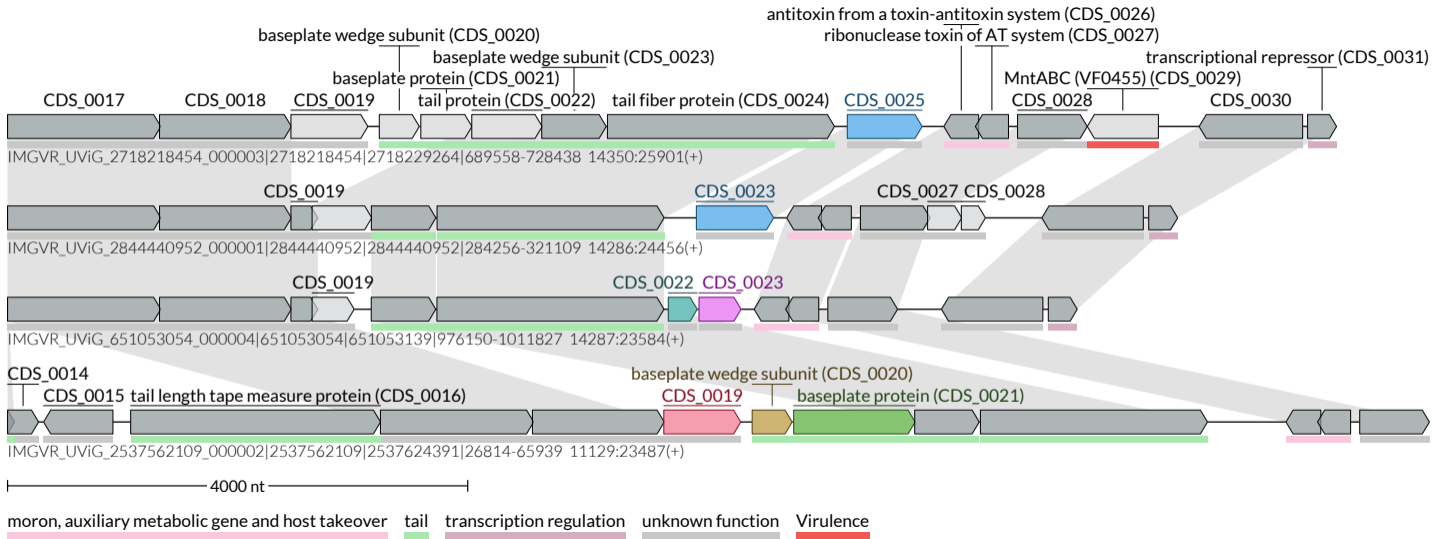 antitoxin from a toxin-antitoxin system (CDS_0026)
baseplate wedge subunit (CDS_0020) ribonuclease toxin of AT system (CDS_0027)
baseplate wedge subunit (CDS_0023) transcriptional repressor (CDS_0031)
baseplate protein (CDS_0021) MntABC (VF0455) (CDS_0029)
CDS_0017 CDS_0018 CDS_0019 tail protein (CDS_0022) tail fiber protein (CDS_0024) CDS_0025 CDS_0028 CDS_0030
IMGVR_UViG_2718218454_000003|2718218454|2718229264|689558-728438 14350:25901(+)
CDS_0019 CDS_0023 CDS_0027 CDS_0028
IMGVR_UViG_2844440952_000001|2844440952|2844440952|284256-321109 14286:24456(+)
CDS_0019 CDS_0022 CDS_0023
IMGVR_UViG_651053054_000004|651053054|651053139|976150-1011827 14287:23584(+)
CDS_0014 baseplate wedge subunit (CDS_0020)
CDS_0015 tail length tape measure protein (CDS_0016) CDS_0019 baseplate protein (CDS_0021)
IMGVR_UViG_2537562109_000002|2537562109|2537624391|26814-65939 11129:23487(+)
4000 nt
moron, auxiliary metabolic gene and host takeover tail transcription regulation unknown function Virulence